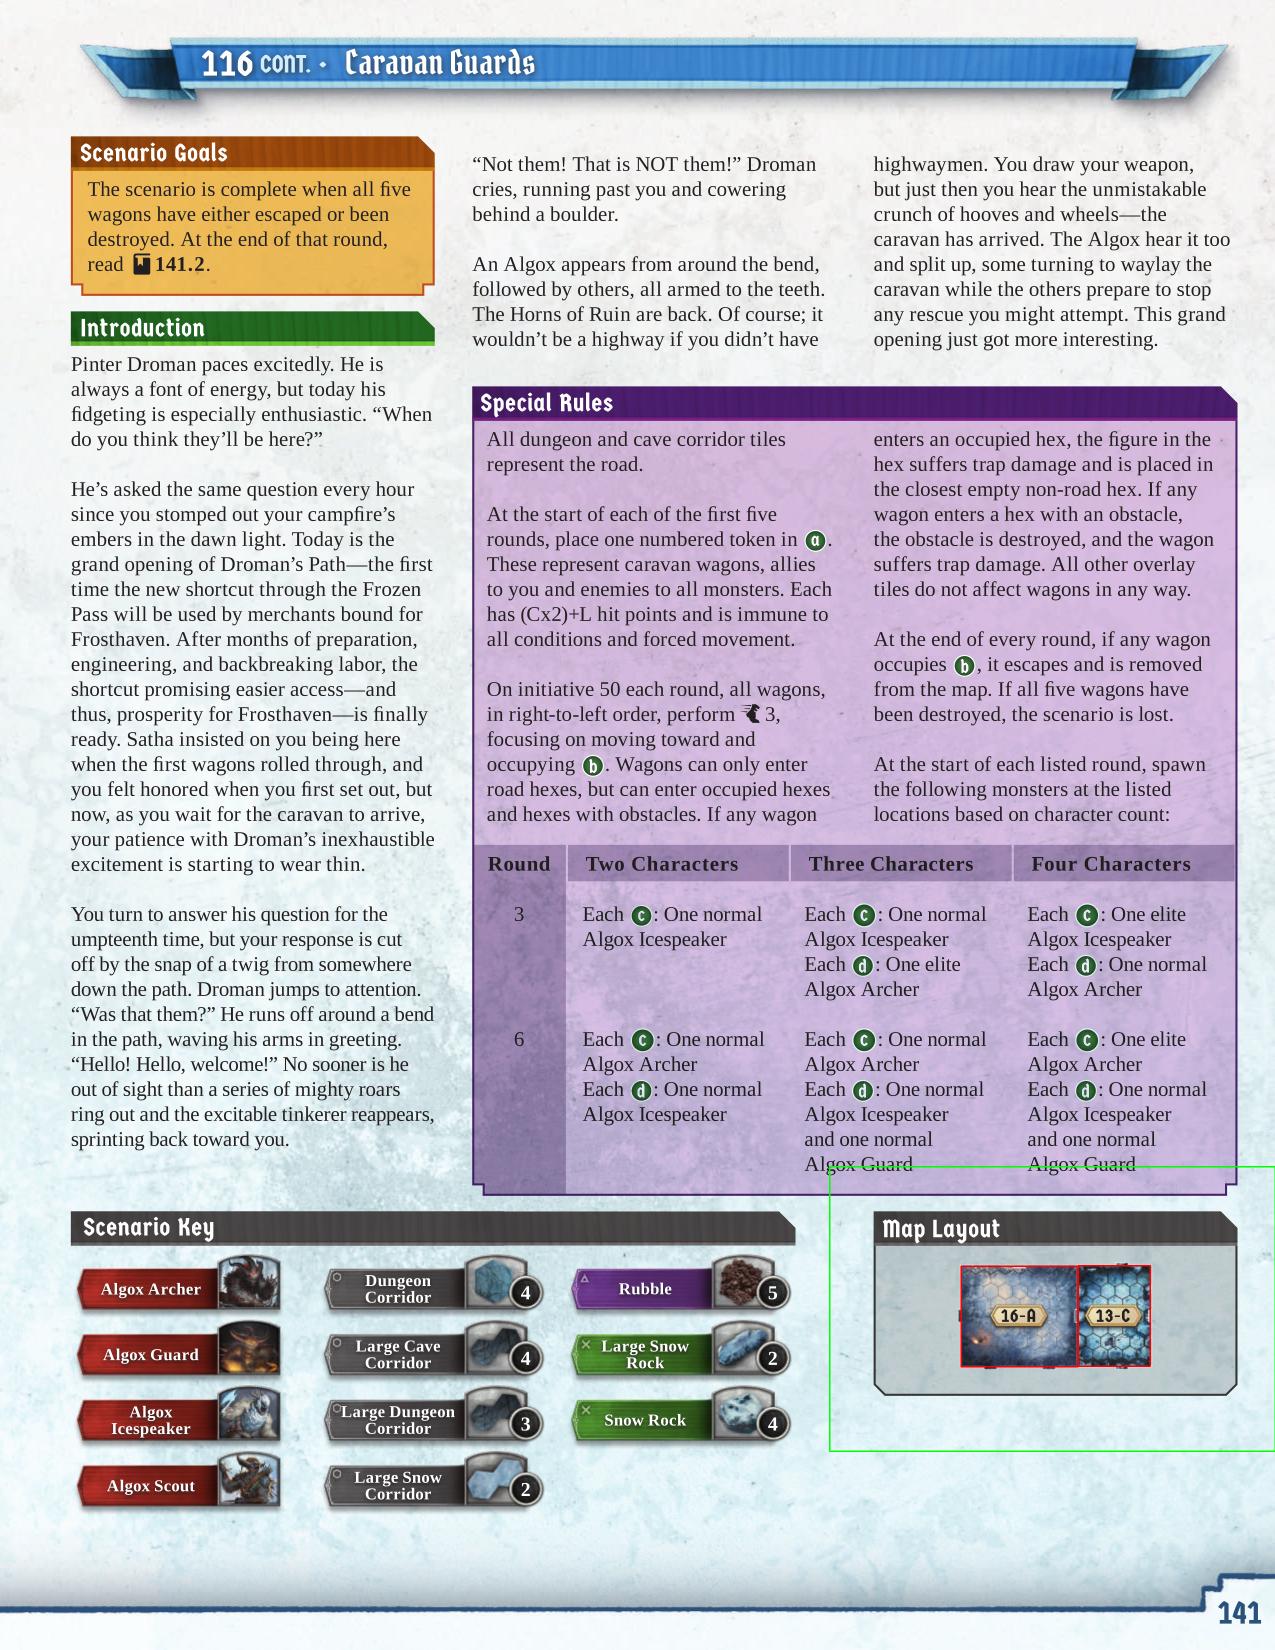 116 CONT. • Caravan Guards
Scenario Goals
The scenario is complete when all five
wagons have either escaped or been
destroyed. At the end of that round,
read 141.2.
Introduction
Pinter Droman paces excitedly. He is
always a font of energy, but today his
fidgeting is especially enthusiastic. “When
do you think they’ll be here?”
He’s asked the same question every hour
since you stomped out your campfire’s
embers in the dawn light. Today is the
grand opening of Droman’s Path—the first
time the new shortcut through the Frozen
Pass will be used by merchants bound for
Frosthaven. After months of preparation,
engineering, and backbreaking labor, the
shortcut promising easier access—and
thus, prosperity for Frosthaven—is finally
ready. Satha insisted on you being here
when the first wagons rolled through, and
you felt honored when you first set out, but
now, as you wait for the caravan to arrive,
your patience with Droman’s inexhaustible
excitement is starting to wear thin.
You turn to answer his question for the
umpteenth time, but your response is cut
off by the snap of a twig from somewhere
down the path. Droman jumps to attention.
“Was that them?” He runs off around a bend
in the path, waving his arms in greeting.
“Hello! Hello, welcome!” No sooner is he
out of sight than a series of mighty roars
ring out and the excitable tinkerer reappears,
sprinting back toward you.
“Not them! That is NOT them!” Droman
cries, running past you and cowering
behind a boulder.
An Algox appears from around the bend,
followed by others, all armed to the teeth.
The Horns of Ruin are back. Of course; it
wouldn’t be a highway if you didn’t have
highwaymen. You draw your weapon,
but just then you hear the unmistakable
crunch of hooves and wheels—the
caravan has arrived. The Algox hear it too
and split up, some turning to waylay the
caravan while the others prepare to stop
any rescue you might attempt. This grand
opening just got more interesting.
Special Rules
All dungeon and cave corridor tiles
represent the road.
At the start of each of the first five
rounds, place one numbered token in a.
These represent caravan wagons, allies
to you and enemies to all monsters. Each
has (Cx2)+L hit points and is immune to
all conditions and forced movement.
On initiative 50 each round, all wagons,
in right-to-left order, perform 3,
focusing on moving toward and
occupying b. Wagons can only enter
road hexes, but can enter occupied hexes
and hexes with obstacles. If any wagon
enters an occupied hex, the figure in the
hex suffers trap damage and is placed in
the closest empty non-road hex. If any
wagon enters a hex with an obstacle,
the obstacle is destroyed, and the wagon
suffers trap damage. All other overlay
tiles do not affect wagons in any way.
At the end of every round, if any wagon
occupies b, it escapes and is removed
from the map. If all five wagons have
been destroyed, the scenario is lost.
At the start of each listed round, spawn
the following monsters at the listed
locations based on character count:
Round Two Characters Three Characters Four Characters
3
Each c: One normal
Algox Icespeaker
Each c: One normal
Algox Icespeaker
Each d: One elite
Algox Archer
Each c: One elite
Algox Icespeaker
Each d: One normal
Algox Archer
6
Each c: One normal
Algox Archer
Each d: One normal
Algox Icespeaker
Each c: One normal
Algox Archer
Each d: One normal
Algox Icespeaker
and one normal
Algox Guard
Each c: One elite
Algox Archer
Each d: One normal
Algox Icespeaker
and one normal
Algox Guard
Scenario Key
Algox Archer
Algox Guard
Algox
Icespeaker
Algox Scout
Dungeon
Corridor
4
Large Cave
Corridor
4
Large Dungeon
Corridor
3
Large Snow
Corridor
2
Rubble
5
Large Snow
Rock
2
Snow Rock
4
Map Layout
16-A
13-C
141